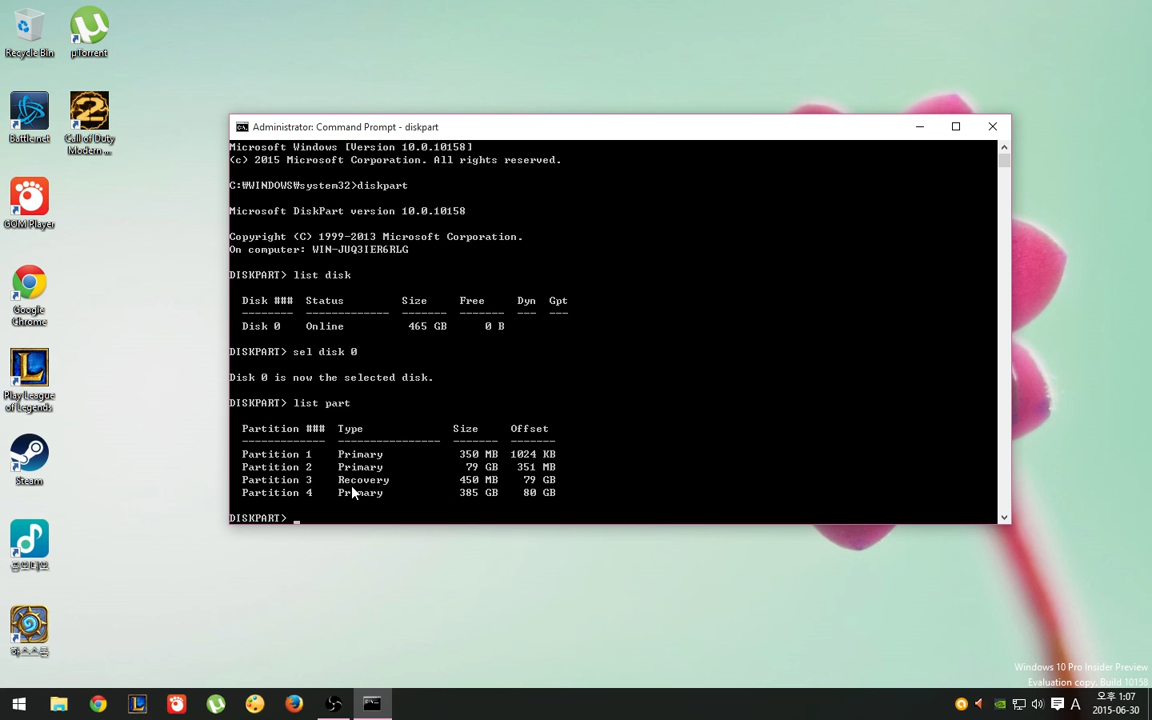 Recycle Bin
µTorrent
Battle.net
Call of Duty
Modern ...
GOM Player
Google
Chrome
Play League
of Legends
Steam
하스스톤
Administrator: Command Prompt - diskpart
Microsoft Windows [Version 10.0.10158]
(c) 2015 Microsoft Corporation. All rights reserved.
C:₩WINDOWS₩system32>diskpart
Microsoft DiskPart version 10.0.10158
Copyright (C) 1999-2013 Microsoft Corporation.
On computer: WIN-JUQ3IER6RLG
DISKPART> list disk
Disk ### Status Size Free Dyn Gpt
-------- ------------- ------- ------- --- ---
Disk 0 Online 465 GB 0 B
DISKPART> sel disk 0
Disk 0 is now the selected disk.
DISKPART> list part
Partition ### Type Size Offset
------------- ---------------- ------- -------
Partition 1 Primary 350 MB 1024 KB
Partition 2 Primary 79 GB 351 MB
Partition 3 Recovery 450 MB 79 GB
Partition 4 Primary 385 GB 80 GB
DISKPART> _
Windows 10 Pro Insider Preview
Evaluation copy. Build 10158
A
오후 1:07
2015-06-30